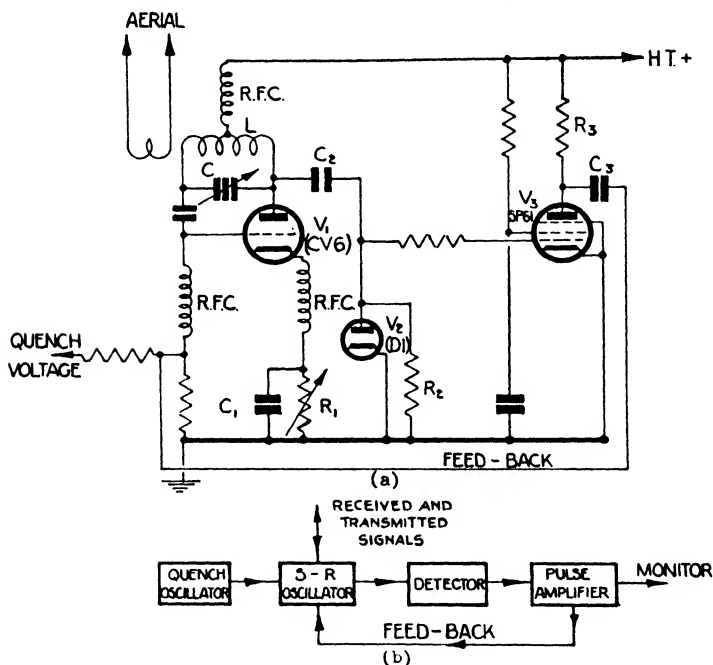 AERIAL
H.T.+
R.F.C.
L
R3
C
C2
C3
V1
(CV6)
V3
SP61
R.F.C.
R.F.C.
QUENCH
VOLTAGE
V2
(D1)
R2
C1
R1
FEED-BACK
(a)
RECEIVED AND
TRANSMITTED
SIGNALS
QUENCH
OSCILLATOR
S-R
OSCILLATOR
DETECTOR
PULSE
AMPLIFIER
MONITOR
FEED-BACK
(b)